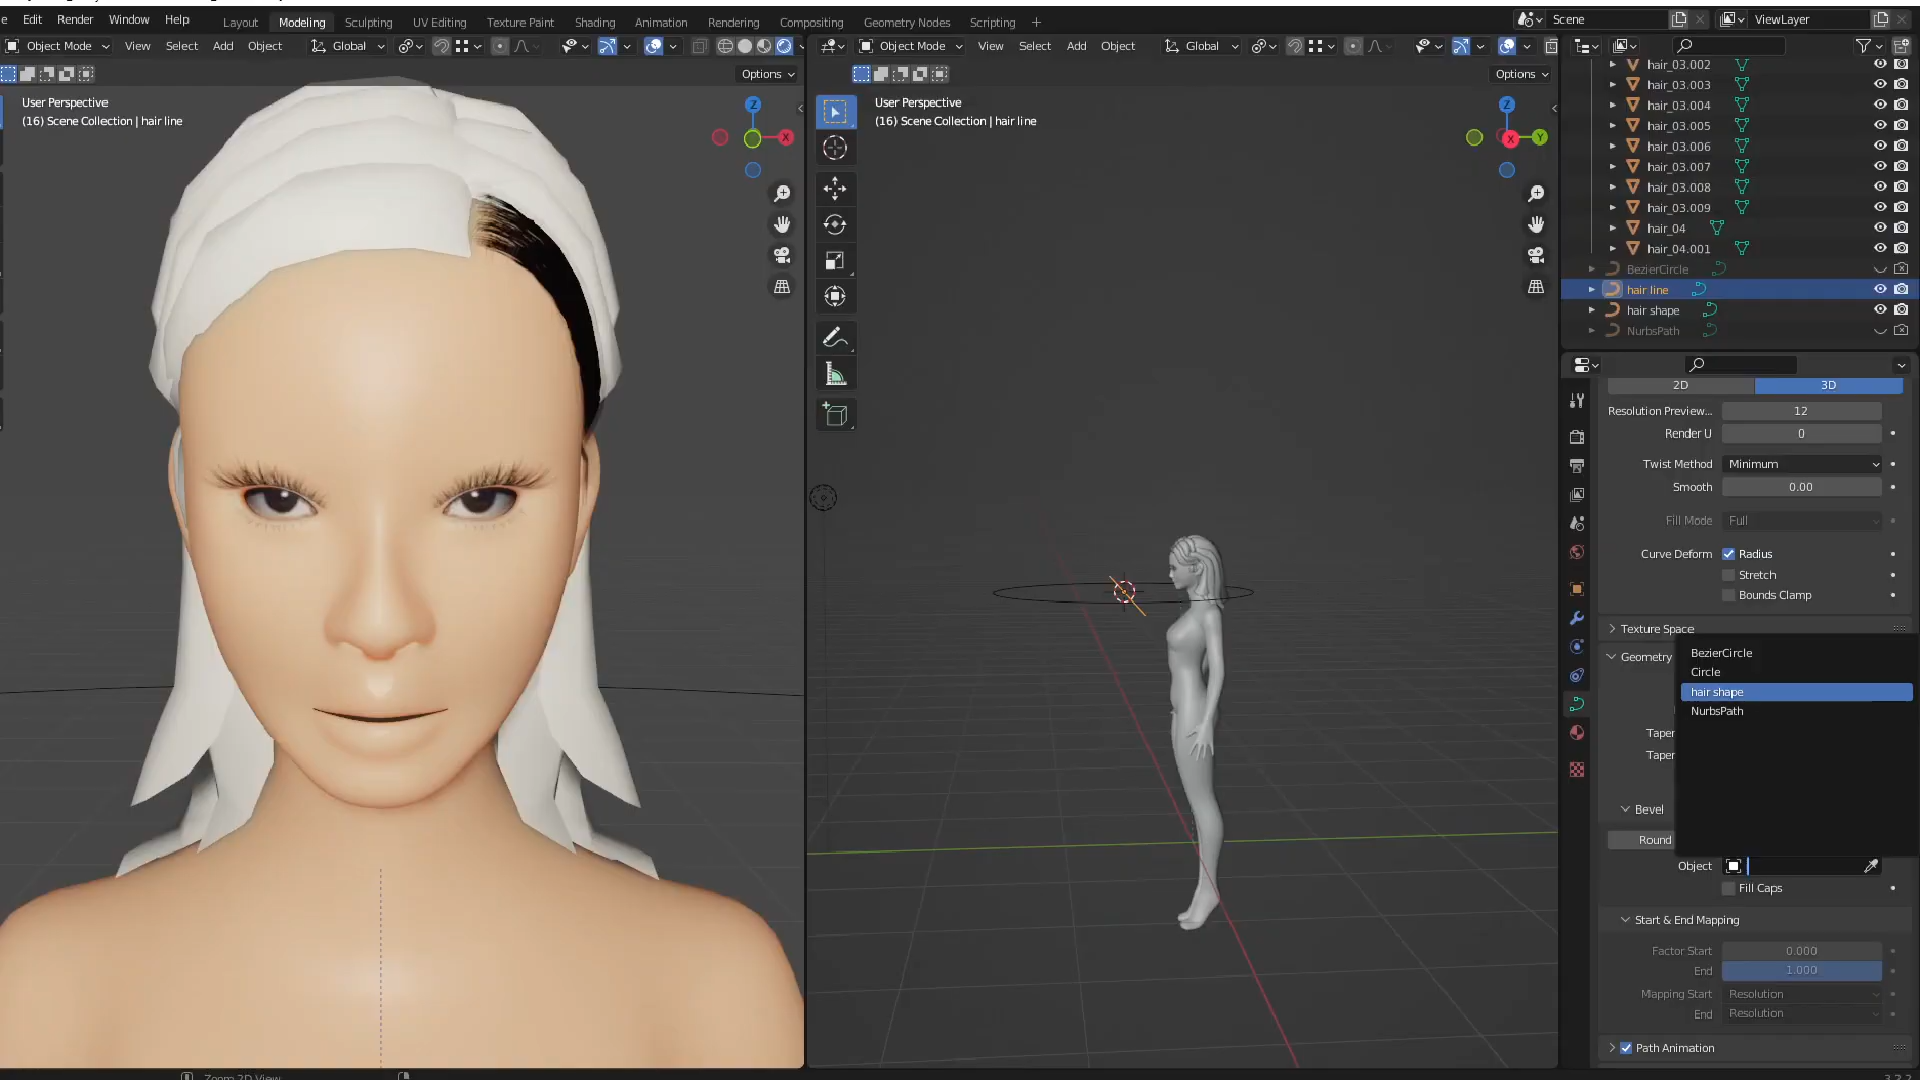 e Edit Render Window Help Layout Modeling Sculpting UV Editing Texture Paint Shading Animation Rendering Compositing Geometry Nodes Scripting + Scene ViewLayer
Object Mode View Select Add Object Global
Object Mode View Select Add Object Global
Options
Options
User Perspective
(16) Scene Collection | hair line
Z
X
User Perspective
(16) Scene Collection | hair line
Z
X
Y
hair_03.002
hair_03.003
hair_03.004
hair_03.005
hair_03.006
hair_03.007
hair_03.008
hair_03.009
hair_04
hair_04.001
BezierCircle
hair line
hair shape
NurbsPath
2D 3D
Resolution Preview... 12
Render U 0
Twist Method Minimum
Smooth 0.00
Fill Mode Full
Curve Deform Radius
Stretch
Bounds Clamp
Texture Space
Geometry
BezierCircle
Circle
hair shape
NurbsPath
Taper
Taper
Bevel
Round
Object
Fill Caps
Start & End Mapping
Factor Start 0.000
End 1.000
Mapping Start Resolution
End Resolution
Path Animation
Zoom 2D View
3.2.2